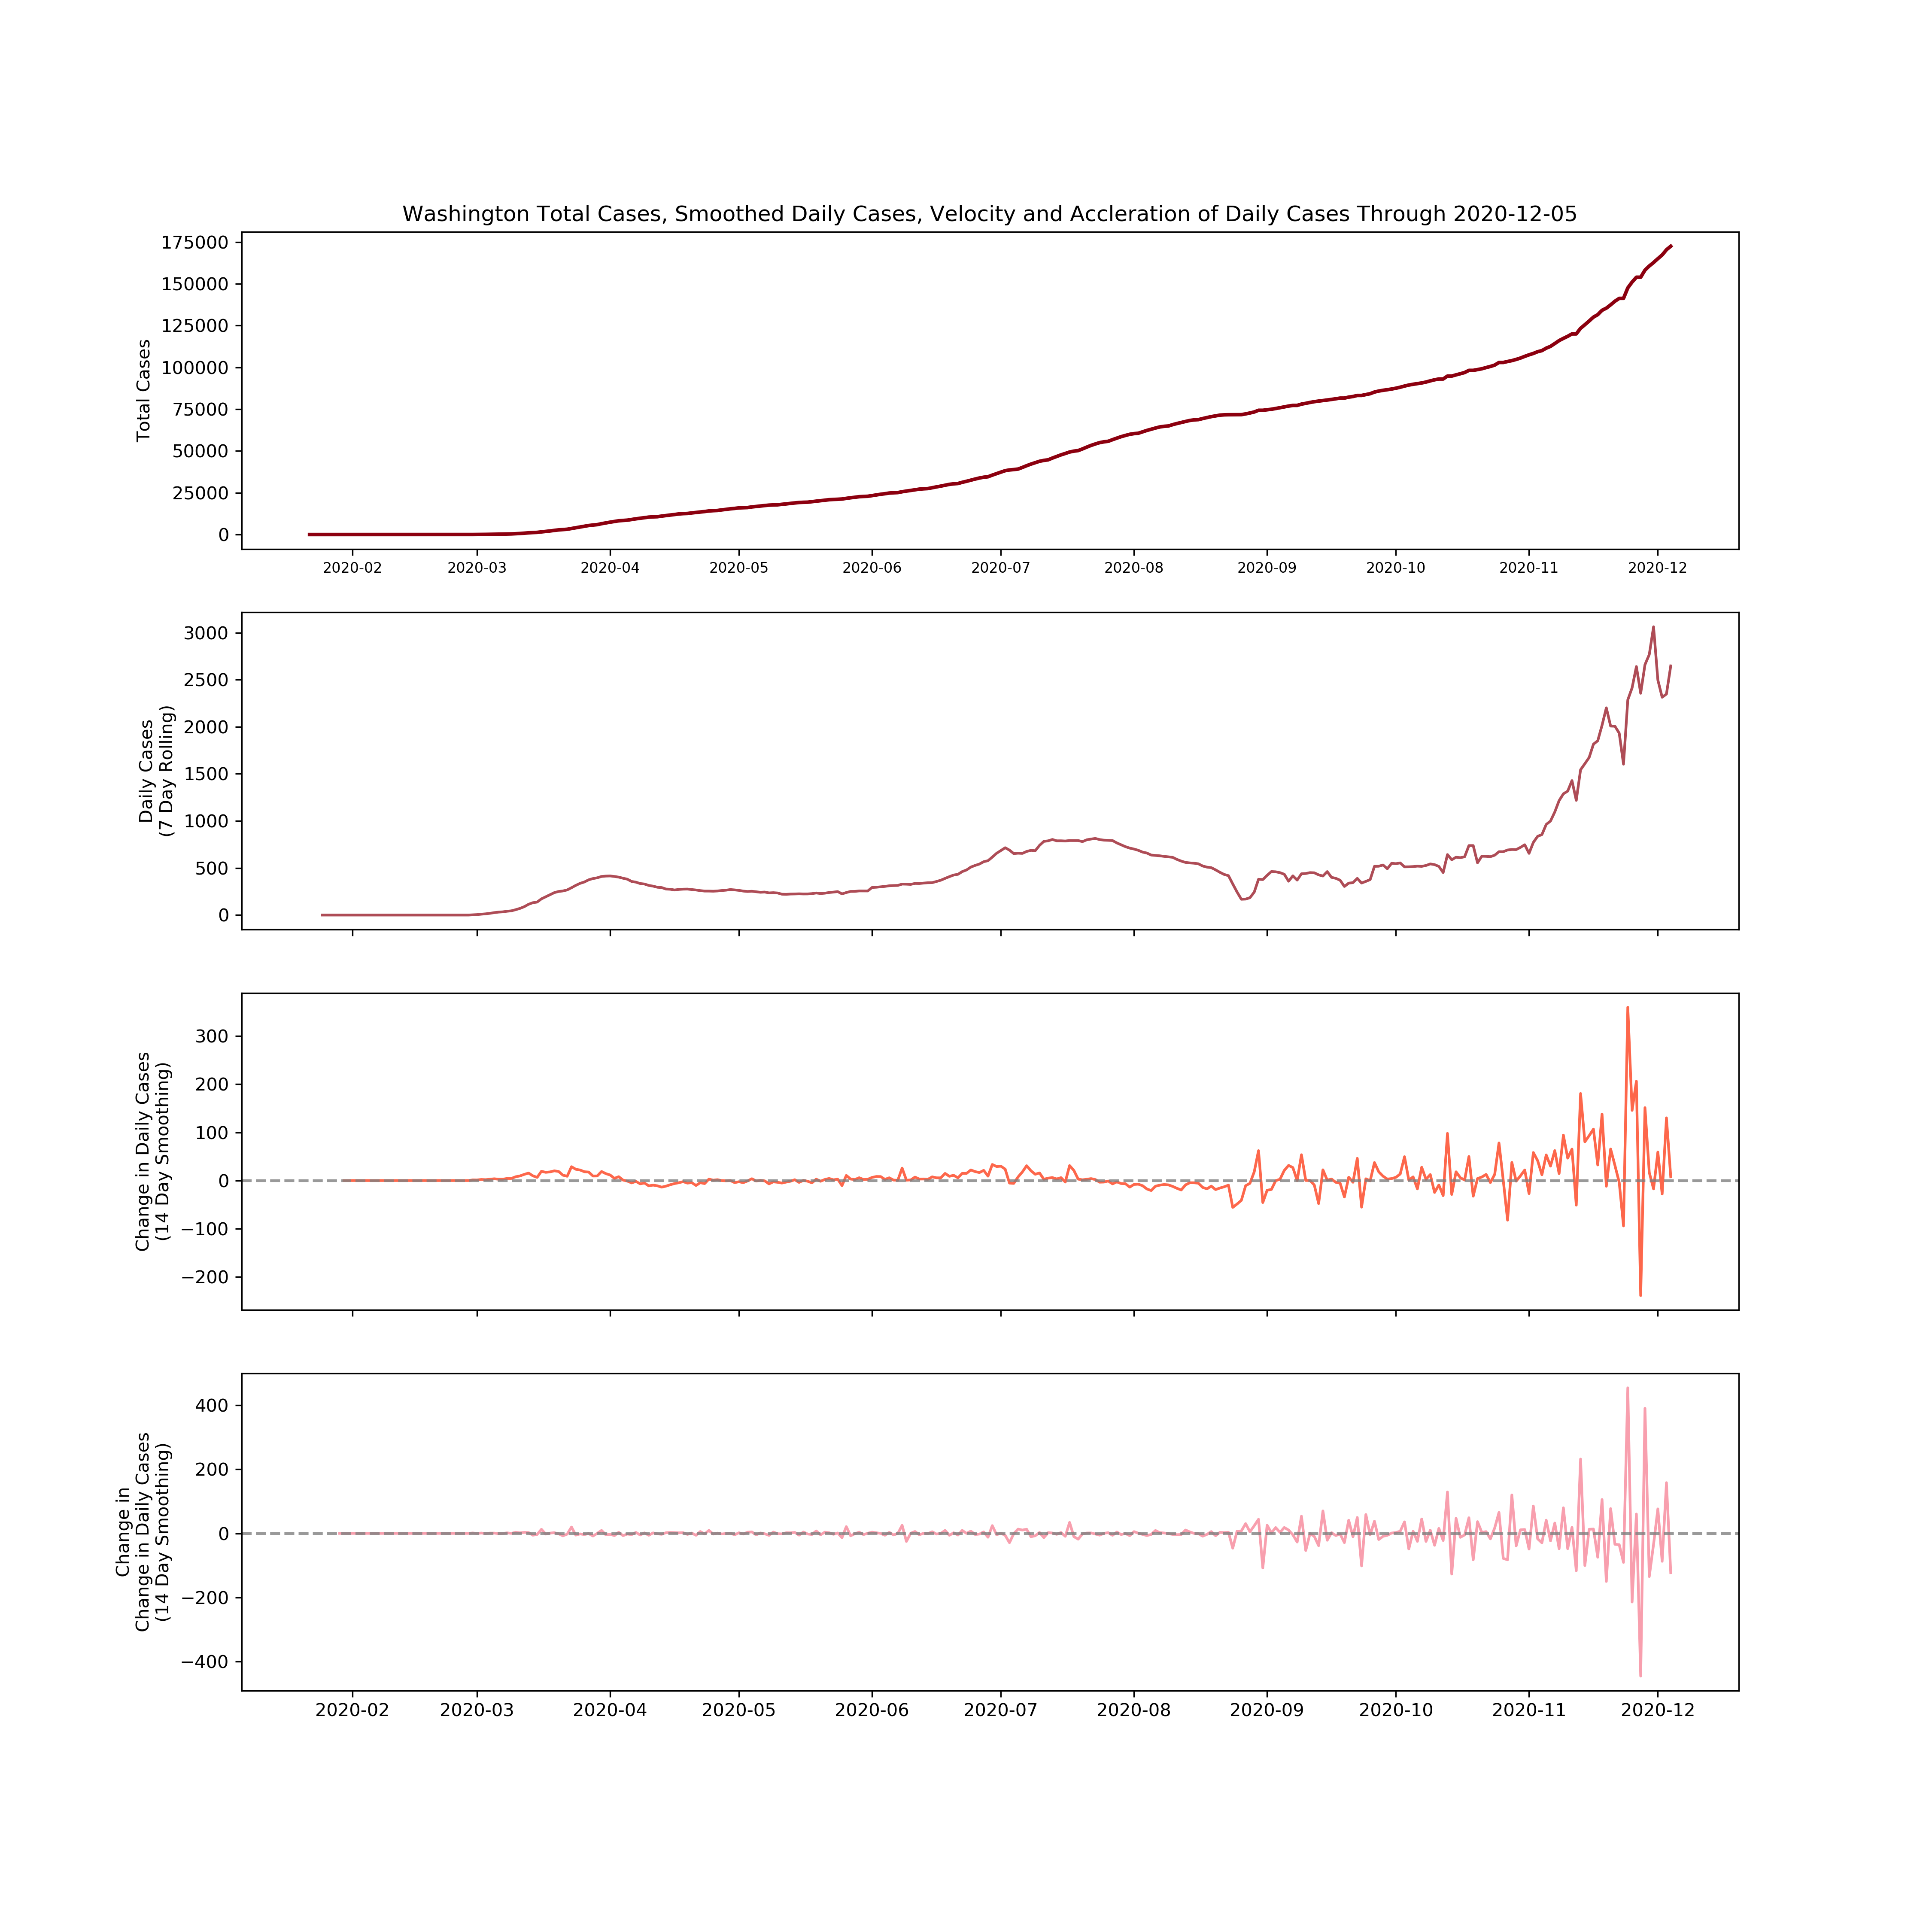 Washington Total Cases, Smoothed Daily Cases, Velocity and Accleration of Daily Cases Through 2020-12-05
Total Cases
175000
150000
125000
100000
75000
50000
25000
0
2020-02 2020-03 2020-04 2020-05 2020-06 2020-07 2020-08 2020-09 2020-10 2020-11 2020-12
Daily Cases
(7 Day Rolling)
3000
2500
2000
1500
1000
500
0
Change in Daily Cases
(14 Day Smoothing)
300
200
100
0
−100
−200
Change in
Change in Daily Cases
(14 Day Smoothing)
400
200
0
−200
−400
2020-02 2020-03 2020-04 2020-05 2020-06 2020-07 2020-08 2020-09 2020-10 2020-11 2020-12